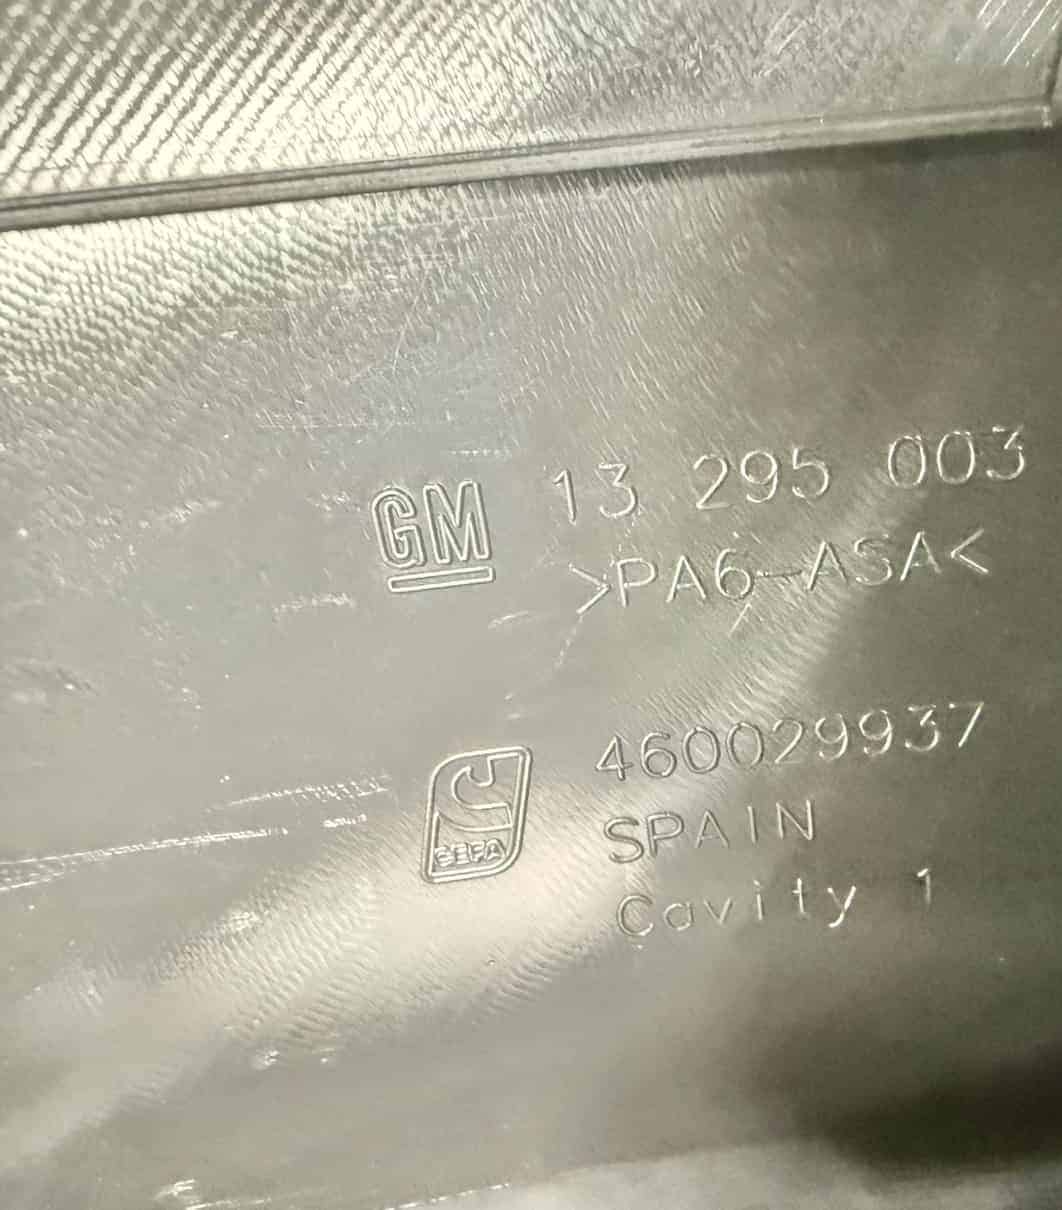 GM 13 295 003
>PA6-ASA<
460029937
SPAIN
Cavity 1